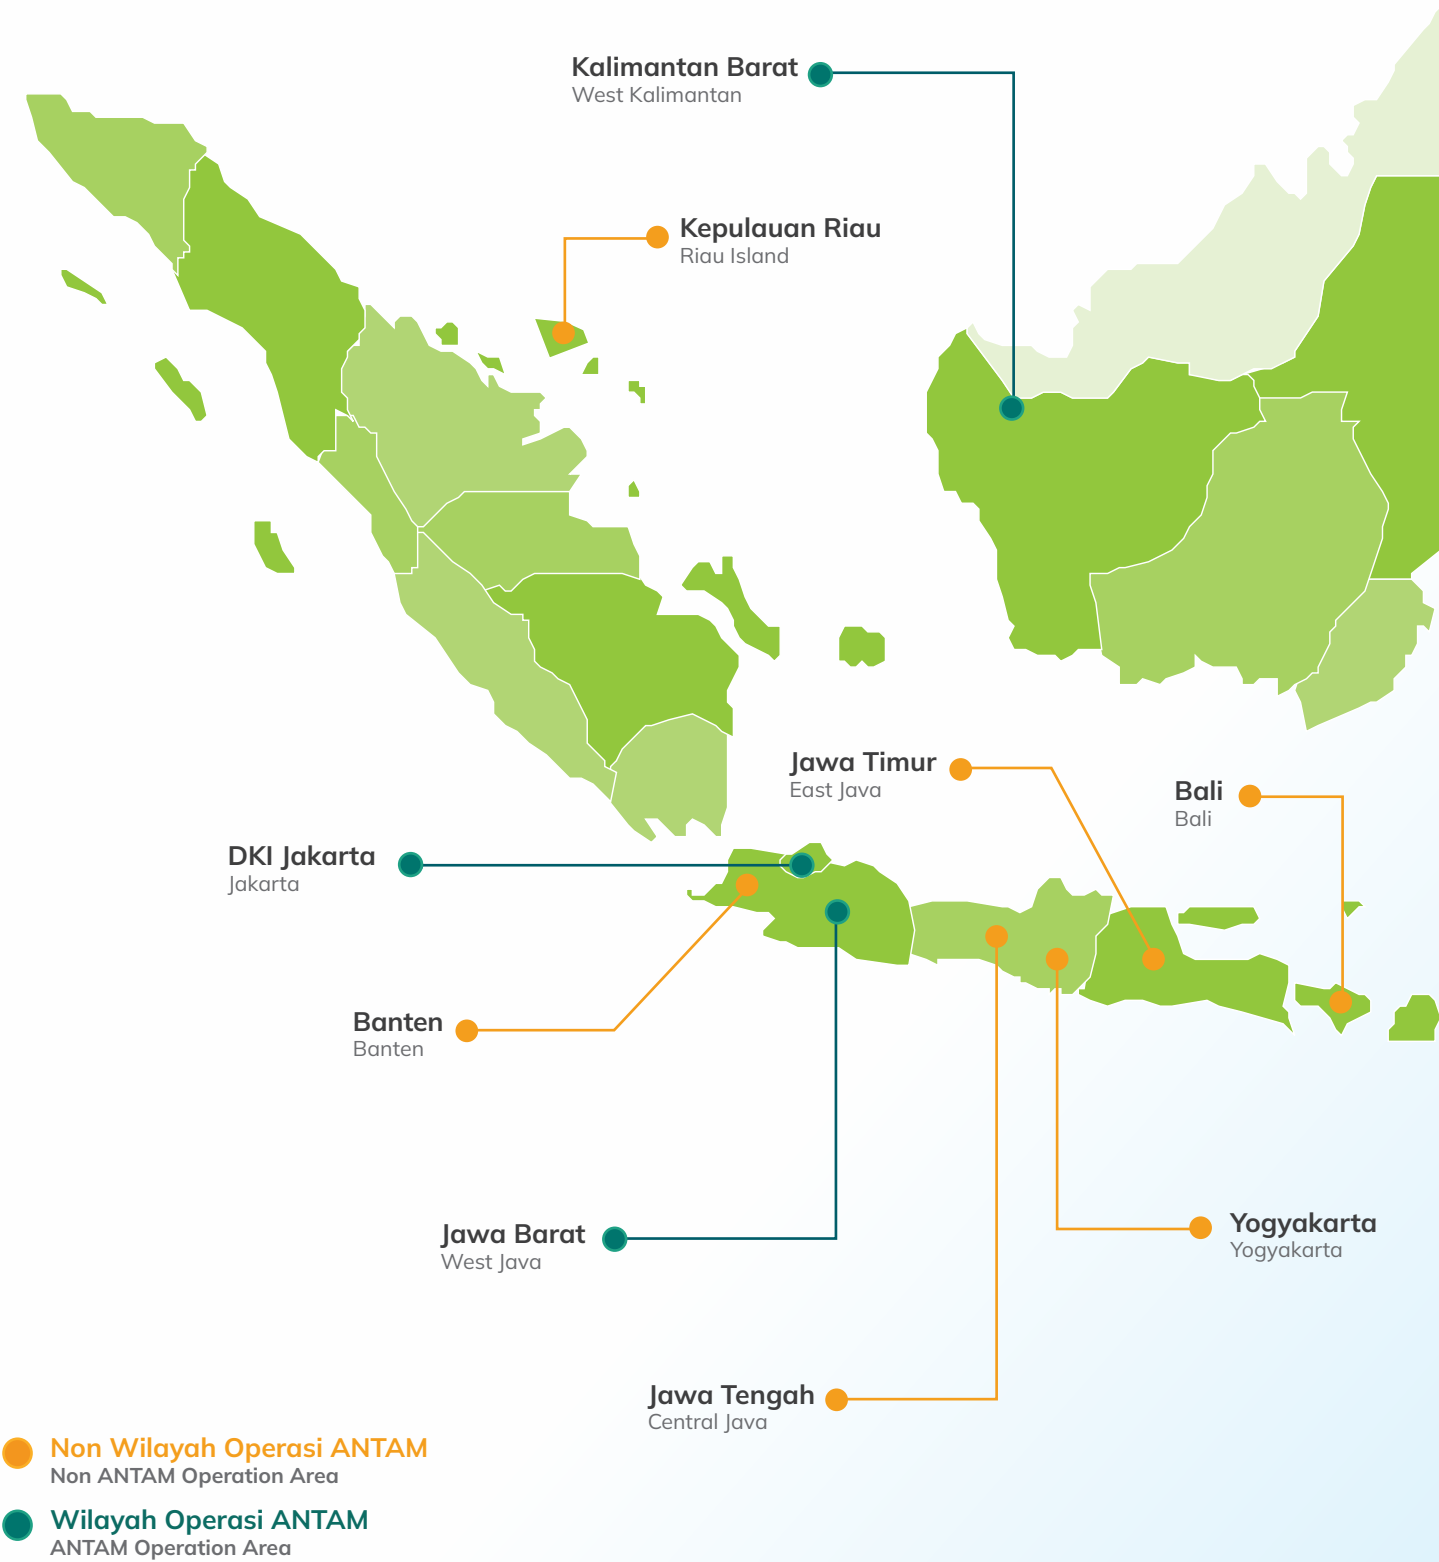 Kalimantan Barat
West Kalimantan
Kepulauan Riau
Riau Island
Jawa Timur
East Java
Bali
Bali
DKI Jakarta
Jakarta
Banten
Banten
Jawa Barat
West Java
Yogyakarta
Yogyakarta
Jawa Tengah
Central Java
Non Wilayah Operasi ANTAM
Non ANTAM Operation Area
Wilayah Operasi ANTAM
ANTAM Operation Area